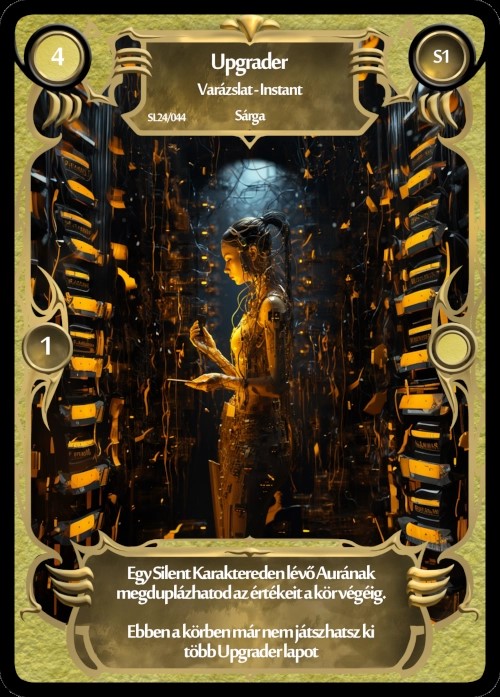 4
Upgrader
S1
Varázslat - Instant
SL24/044
Sárga
1
Egy Silent Karaktereden lévő Aurának
megduplázhatod az értékeit a kör végéig.
Ebben a körben már nem játszhatsz ki
több Upgrader lapot